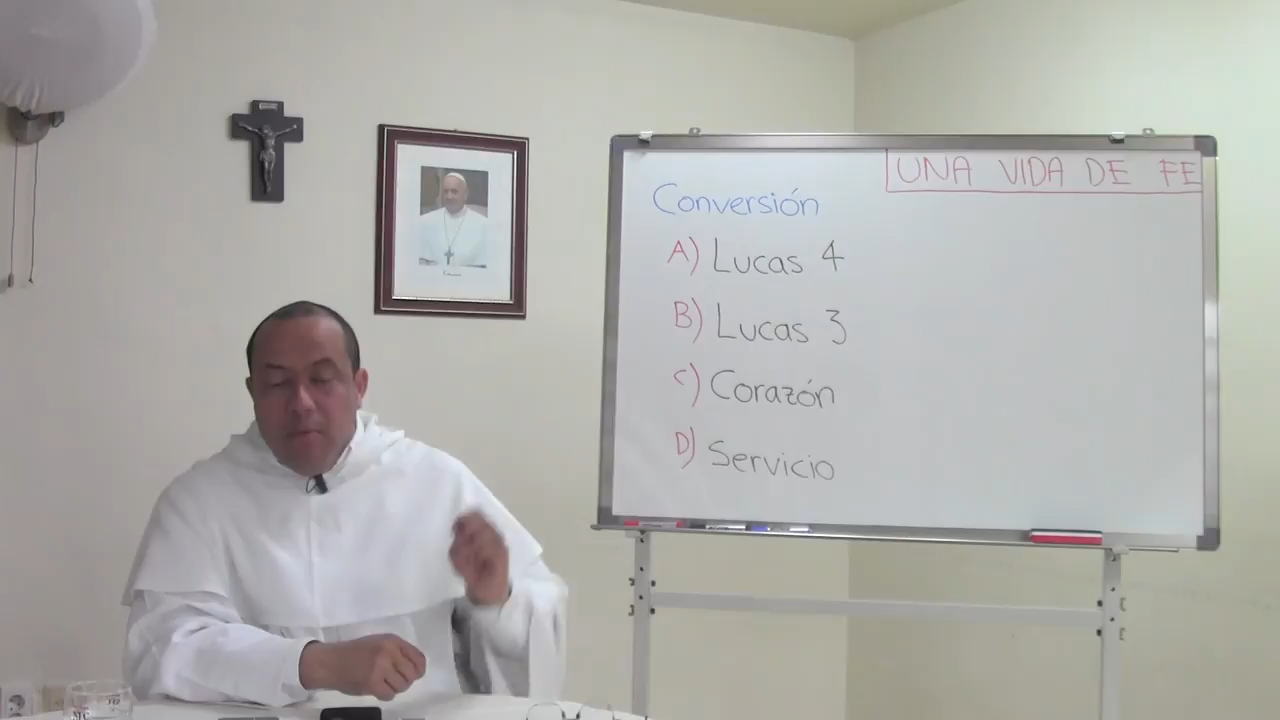 UNA VIDA DE FE
Conversión
A) Lucas 4
B) Lucas 3
C) Corazón
D) Servicio